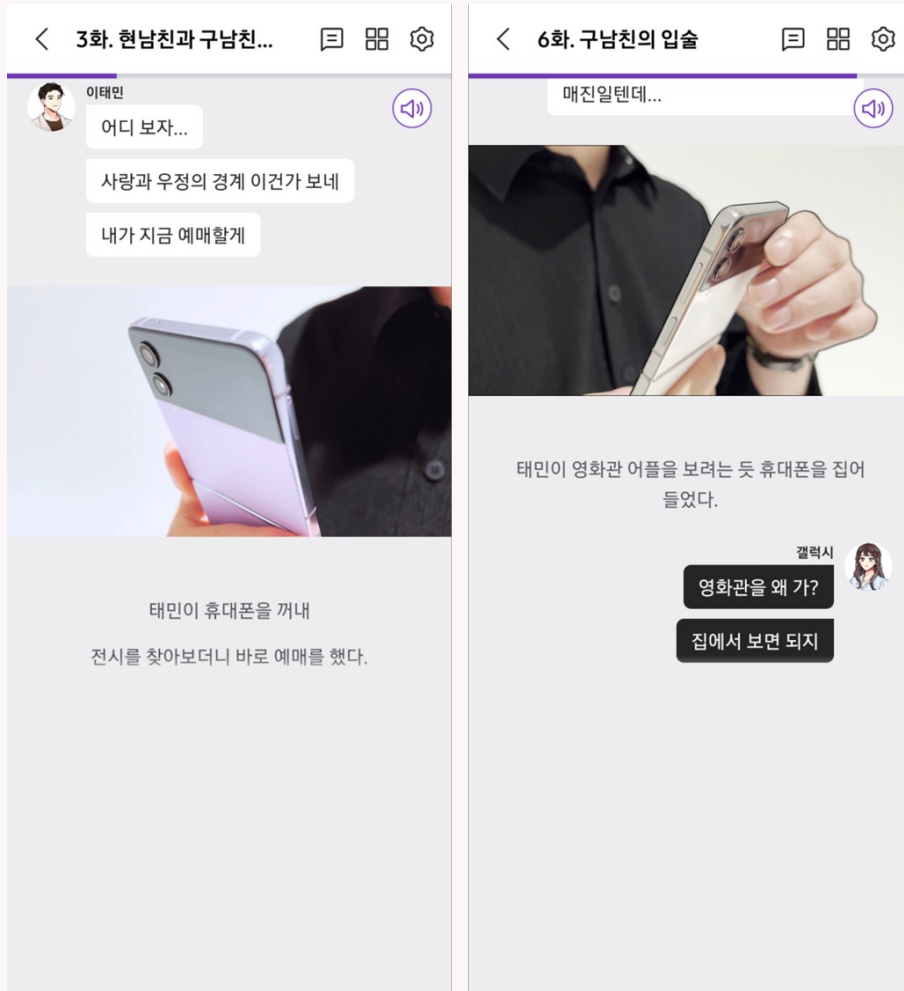 3화. 현남친과 구남친...
이태민
어디 보자...
사랑과 우정의 경계 이건가 보네
내가 지금 예매할게
태민이 휴대폰을 꺼내
전시를 찾아보더니 바로 예매를 했다.
6화. 구남친의 입술
매진일텐데...
태민이 영화관 어플을 보려는 듯 휴대폰을 집어
들었다.
갤럭시
영화관을 왜 가?
집에서 보면 되지